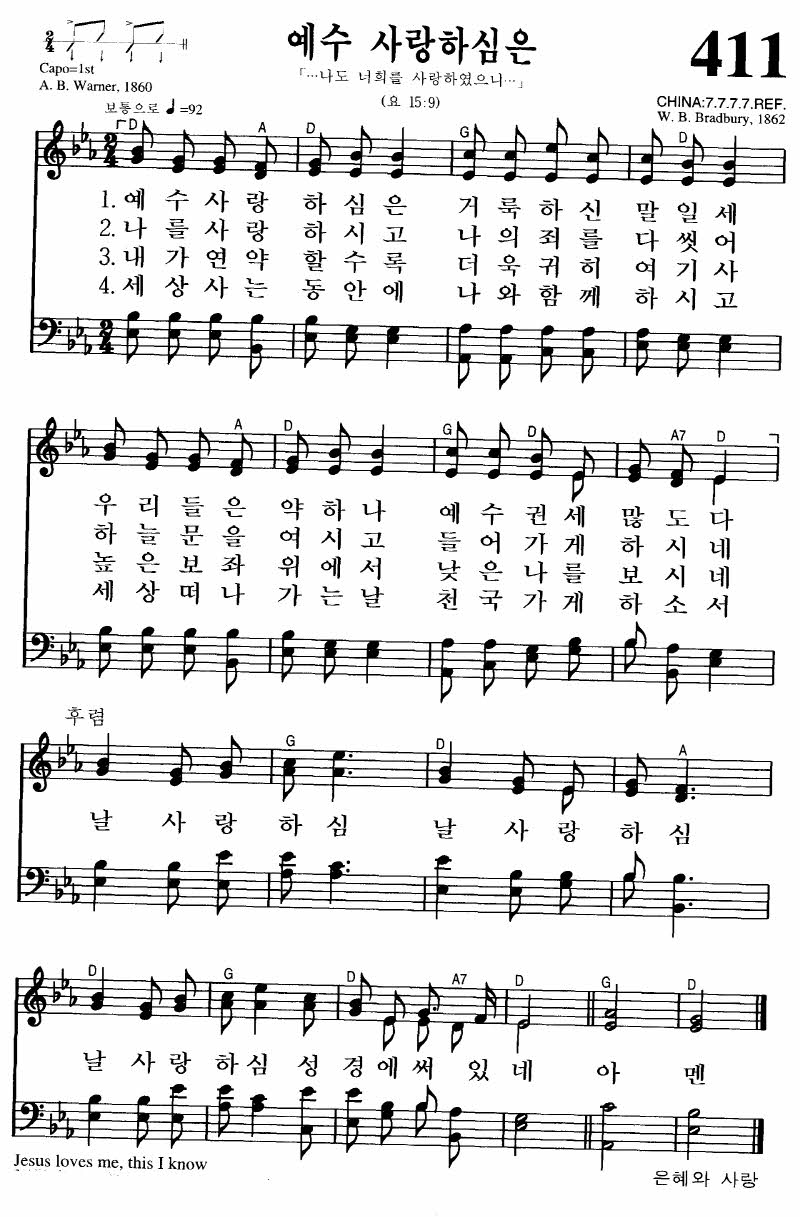 예수 사랑하심은
411
「…나도 너희를 사랑하였으니…」
(요 15:9)
Capo=1st
A. B. Warner, 1860
보통으로 ♩=92
CHINA:7.7.7.7.REF.
W. B. Bradbury, 1862
D A D G D
1. 예 수 사 랑 하 심 은 거 룩 하 신 말 일 세
2. 나 를 사 랑 하 시 고 나 의 죄 를 다 씻 어
3. 내 가 연 약 할 수 록 더 욱 귀 히 여 기 사
4. 세 상 사 는 동 안 에 나 와 함 께 하 시 고
A D G D A7 D
우 리 들 은 약 하 나 예 수 권 세 많 도 다
하 늘 문 을 여 시 고 들 어 가 게 하 시 네
높 은 보 좌 위 에 서 낮 은 나 를 보 시 네
세 상 떠 나 가 는 날 천 국 가 게 하 소 서
후렴
G D A
날 사 랑 하 심 날 사 랑 하 심
D G D A7 D G D
날 사 랑 하 심 성 경 에 써 있 네 아 멘
Jesus loves me, this I know
은혜와 사랑